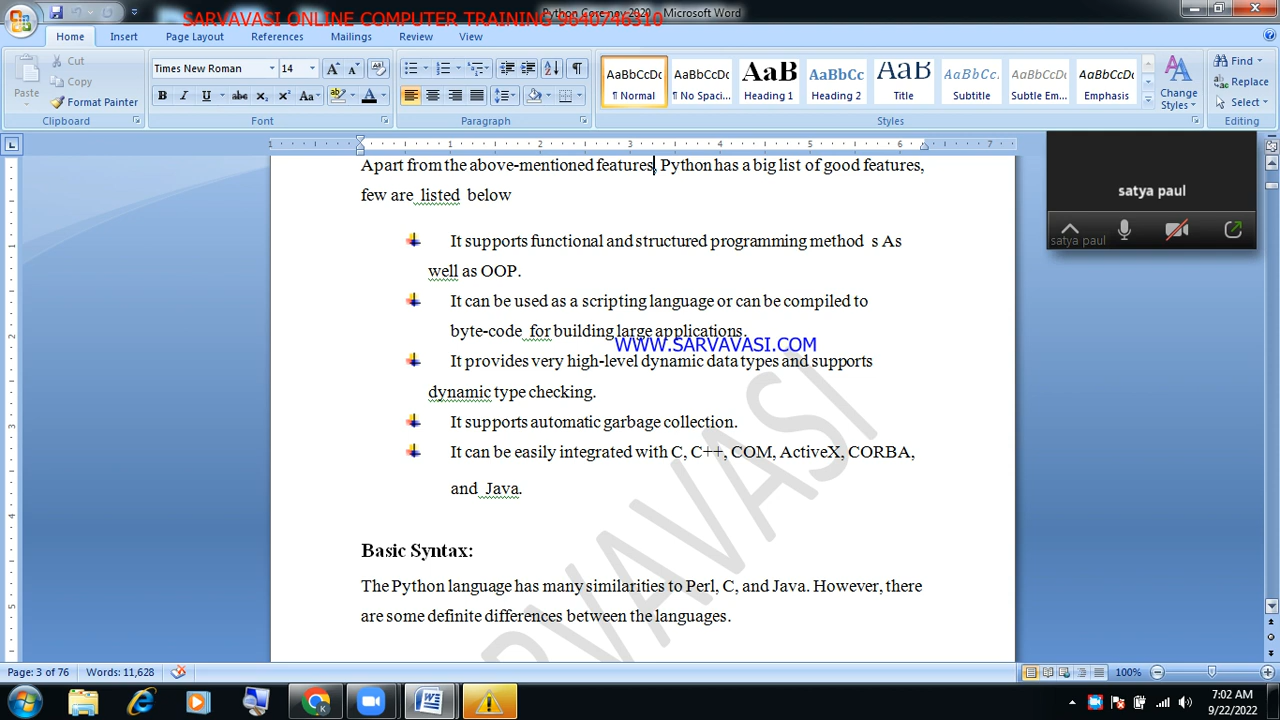 SARVAVASI ONLINE COMPUTER TRAINING 9640746310
Python Core nov 2020 - Microsoft Word
Home Insert Page Layout References Mailings Review View
Paste
Cut
Copy
Format Painter
Clipboard
Times New Roman 14
Font
Paragraph
AaBbCcDc AaBbCcDc AaB AaBbCc AaB AaBbCc. AaBbCcDc AaBbCcDc
¶ Normal ¶ No Spaci... Heading 1 Heading 2 Title Subtitle Subtle Em... Emphasis
Change Styles
Styles
Find
Replace
Select
Editing
Apart from the above-mentioned features, Python has a big list of good features,
few are listed below
It supports functional and structured programming method s As
well as OOP.
It can be used as a scripting language or can be compiled to
byte-code for building large applications.
WWW.SARVAVASI.COM
It provides very high-level dynamic data types and supports
dynamic type checking.
It supports automatic garbage collection.
It can be easily integrated with C, C++, COM, ActiveX, CORBA,
and Java.
Basic Syntax:
The Python language has many similarities to Perl, C, and Java. However, there
are some definite differences between the languages.
satya paul
satya paul
Page: 3 of 76 Words: 11,628 100%
7:02 AM
9/22/2022